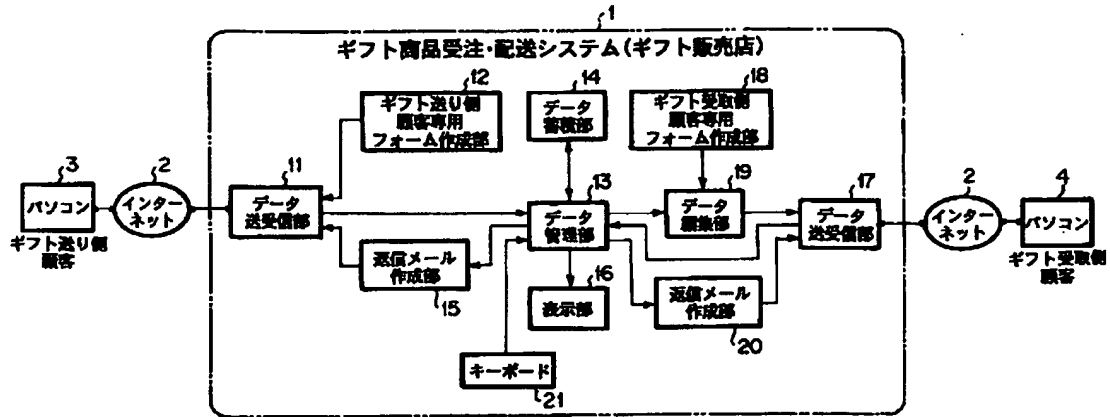 1
ギフト商品受注・配送システム(ギフト販売店)
12
ギフト送り側
顧客専用
フォーム作成部
14
データ
蓄積部
18
ギフト受取側
顧客専用
フォーム作成部
3
パソコン
ギフト送り側
顧客
2
インター
ネット
11
データ
送受信部
13
データ
管理部
19
データ
編集部
17
データ
送受信部
2
インター
ネット
4
パソコン
ギフト受取側
顧客
返信メール
作成部
15
16
表示部
返信メール
作成部
20
キーボード
21